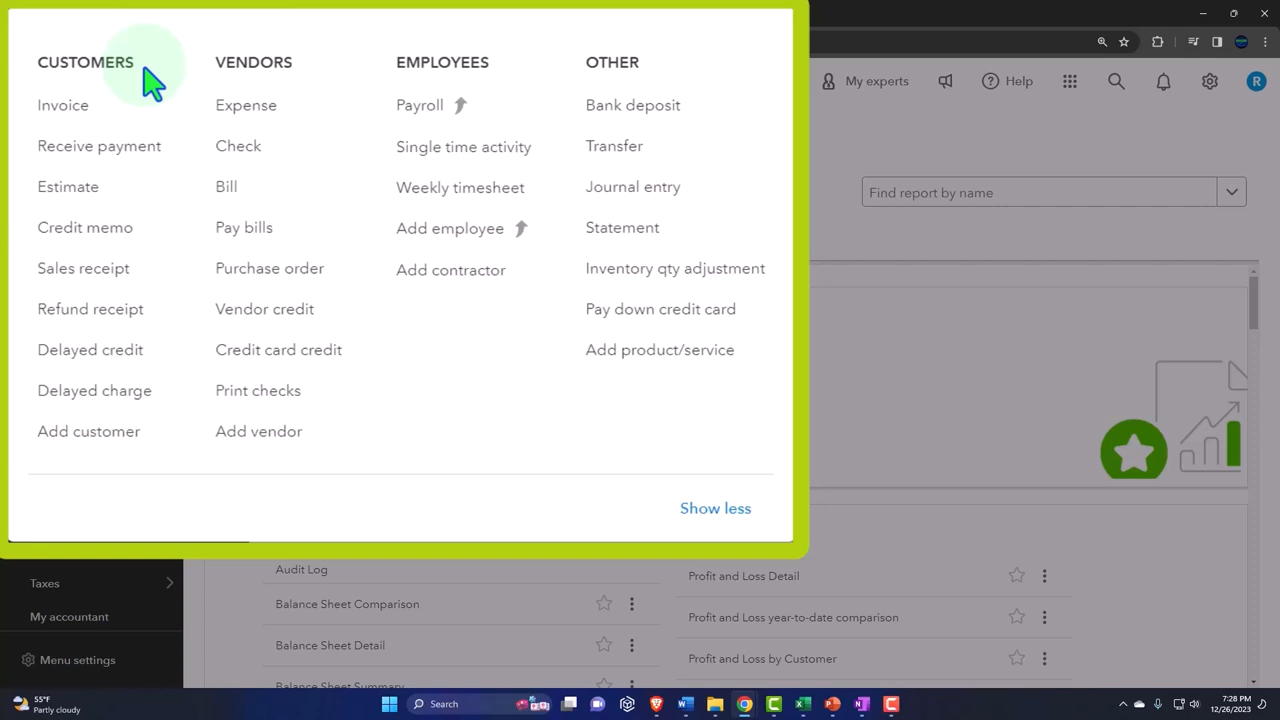 CUSTOMERS
Invoice
Receive payment
Estimate
Credit memo
Sales receipt
Refund receipt
Delayed credit
Delayed charge
Add customer
VENDORS
Expense
Check
Bill
Pay bills
Purchase order
Vendor credit
Credit card credit
Print checks
Add vendor
EMPLOYEES
Payroll
Single time activity
Weekly timesheet
Add employee
Add contractor
OTHER
Bank deposit
Transfer
Journal entry
Statement
Inventory qty adjustment
Pay down credit card
Add product/service
Show less
My experts
Help
R
Find report by name
Taxes
My accountant
Menu settings
Audit Log
Balance Sheet Comparison
Balance Sheet Detail
Balance Sheet Summary
Profit and Loss Detail
Profit and Loss year-to-date comparison
Profit and Loss by Customer
55°F
Partly cloudy
Search
7:28 PM
12/26/2023